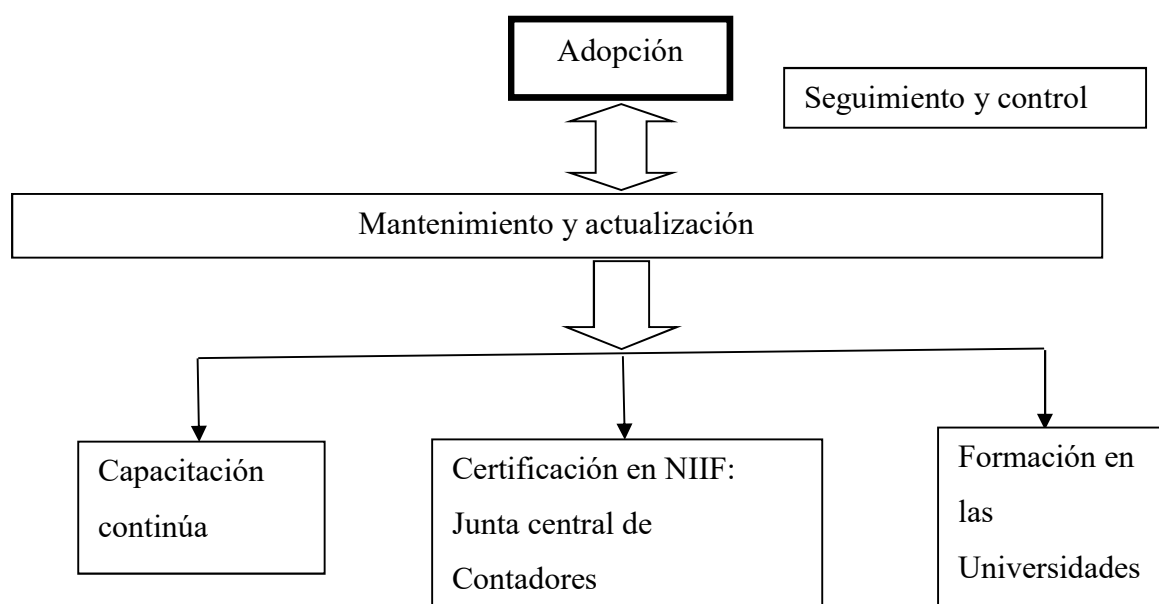 Adopción
Seguimiento y control
Mantenimiento y actualización
Capacitación
continúa
Certificación en NIIF:
Junta central de
Contadores
Formación en
las
Universidades